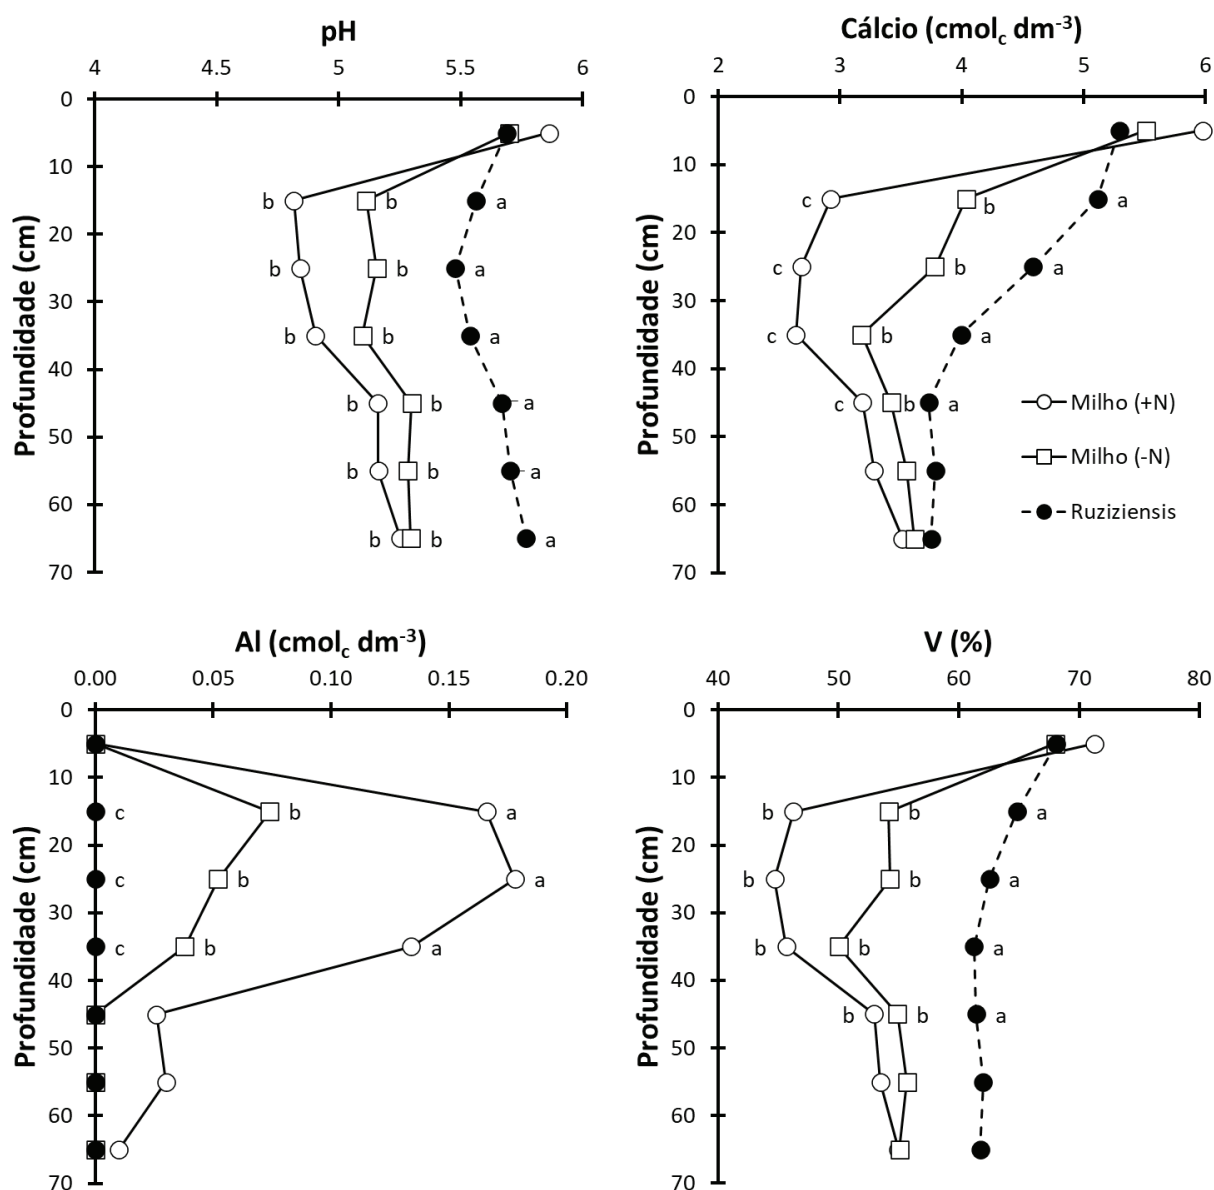 pH
4 4.5 5 5.5 6
Profundidade (cm)
0
10
b b a
20
b b a
30
b b a
40
b b a
50
b b a
60
b b a
70
Cálcio (cmolc dm-3)
2 3 4 5 6
Profundidade (cm)
0
10
c b a
20
c b a
30
c b a
40
c b a
Milho (+N)
50
Milho (-N)
60
Ruziziensis
70
Al (cmolc dm-3)
0.00 0.05 0.10 0.15 0.20
Profundidade (cm)
0
10
c b a
20
c b a
30
c b a
40
50
60
70
V (%)
40 50 60 70 80
Profundidade (cm)
0
10
b b a
20
b b a
30
b b a
40
b b a
50
60
70